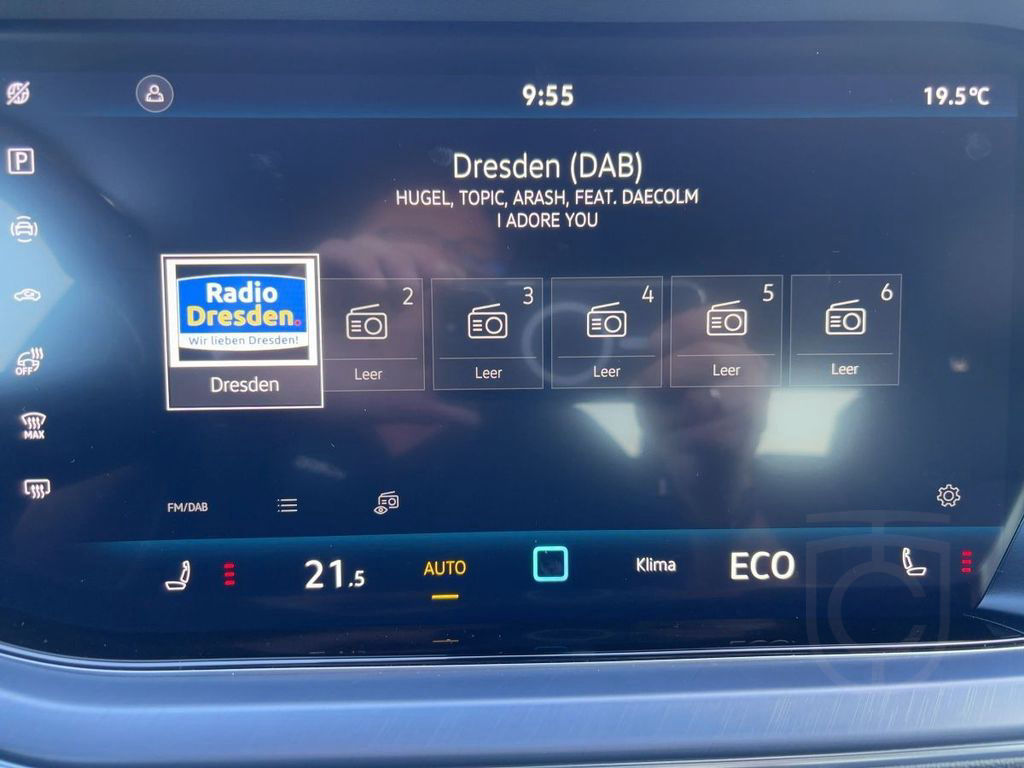 9:55
19.5°C
P
Dresden (DAB)
HUGEL, TOPIC, ARASH, FEAT. DAECOLM
I ADORE YOU
Radio
Dresden.
Wir lieben Dresden!
Dresden
2
Leer
3
Leer
4
Leer
5
Leer
6
Leer
OFF
MAX
FM/DAB
21.5
AUTO
Klima
ECO
TC